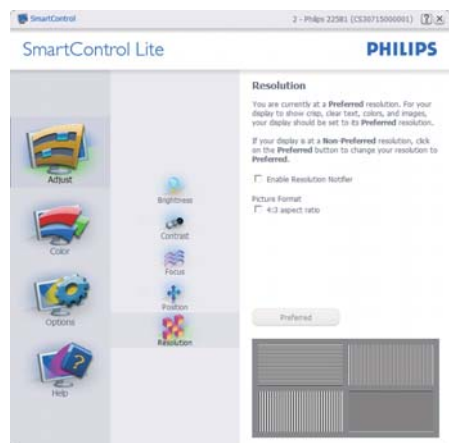 SmartControl
2 - Philips 225B1 (CS30715000001)
SmartControl Lite
PHILIPS
Adjust
Color
Options
Help
Brightness
Contrast
Focus
Position
Resolution
Resolution
You are currently at a Preferred resolution. For your
display to show crisp, clear text, colors, and images,
your display should be set to its Preferred resolution.
If your display is at a Non-Preferred resolution, click
on the Preferred button to change your resolution to
Preferred.
Enable Resolution Notifier
Picture Format
4:3 aspect ratio
Preferred